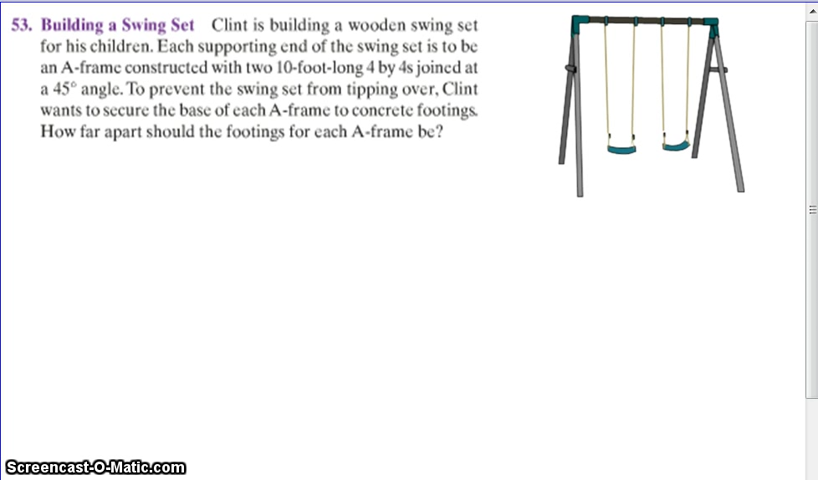 53. Building a Swing Set Clint is building a wooden swing set
for his children. Each supporting end of the swing set is to be
an A-frame constructed with two 10-foot-long 4 by 4s joined at
a 45° angle. To prevent the swing set from tipping over, Clint
wants to secure the base of each A-frame to concrete footings.
How far apart should the footings for each A-frame be?
Screencast-O-Matic.com